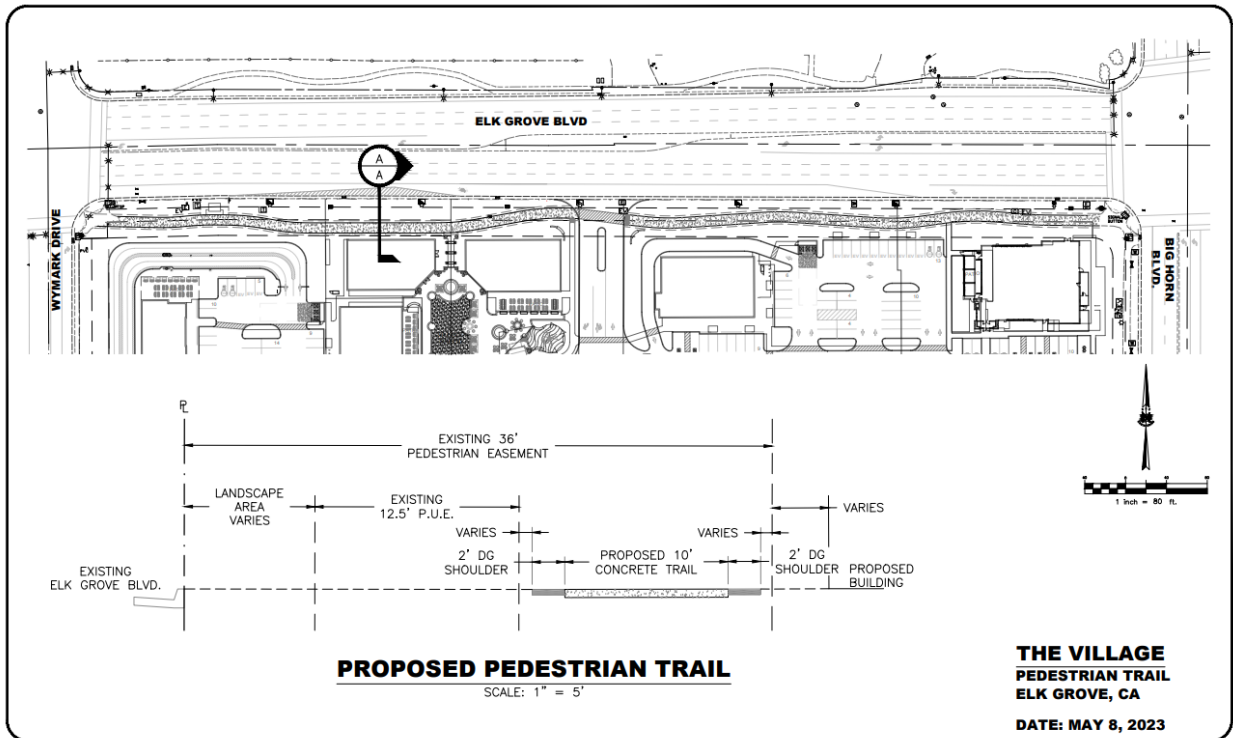 ELK GROVE BLVD
A
A
WYMARK DRIVE
BIG HORN
BLVD.
PL
EXISTING 36'
PEDESTRIAN EASEMENT
LANDSCAPE
AREA
VARIES
EXISTING
12.5' P.U.E.
VARIES
VARIES
VARIES
2' DG
SHOULDER
PROPOSED 10'
CONCRETE TRAIL
2' DG
SHOULDER
PROPOSED
BUILDING
EXISTING
ELK GROVE BLVD.
1 inch = 80 ft.
PROPOSED PEDESTRIAN TRAIL
SCALE: 1" = 5'
THE VILLAGE
PEDESTRIAN TRAIL
ELK GROVE, CA
DATE: MAY 8, 2023